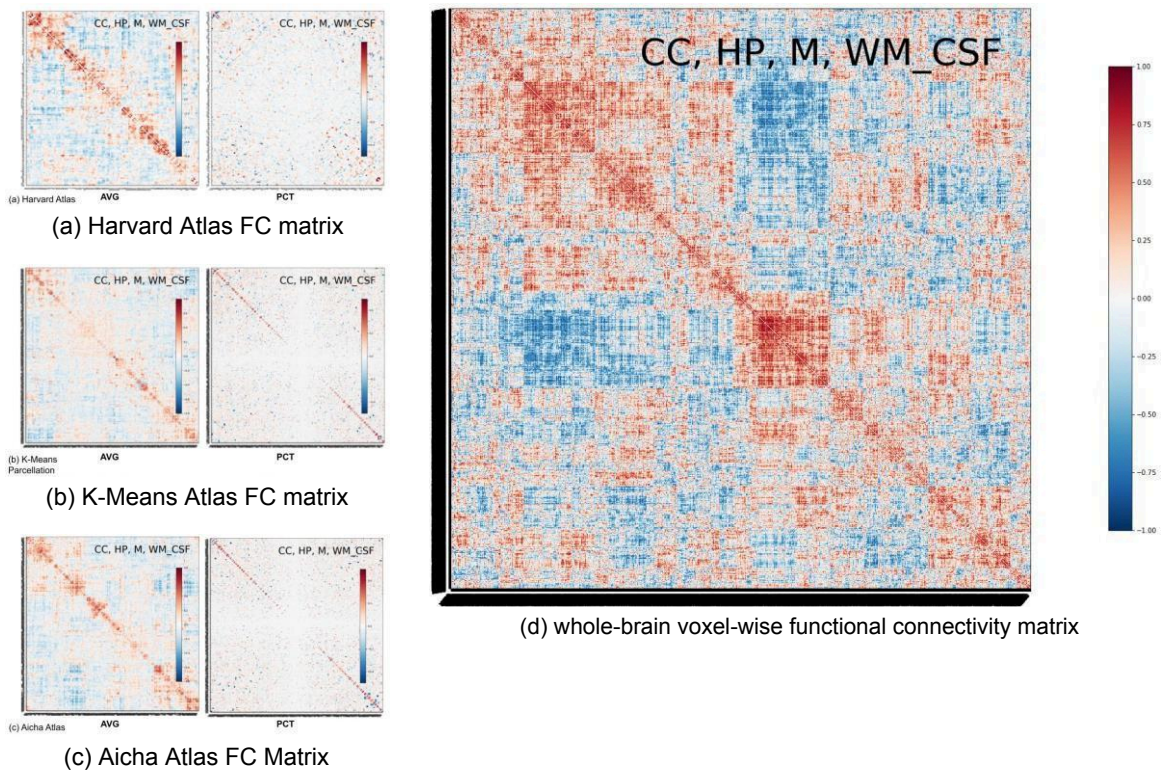 CC, HP, M, WM_CSF
CC, HP, M, WM_CSF
(a) Harvard Atlas
AVG
PCT
(a) Harvard Atlas FC matrix
CC, HP, M, WM_CSF
CC, HP, M, WM_CSF
(b) K-Means
Parcellation
AVG
PCT
(b) K-Means Atlas FC matrix
CC, HP, M, WM_CSF
CC, HP, M, WM_CSF
(c) Aicha Atlas
AVG
PCT
(c) Aicha Atlas FC Matrix
CC, HP, M, WM_CSF
1.00
0.75
0.50
0.25
0.00
−0.25
−0.50
−0.75
−1.00
(d) whole-brain voxel-wise functional connectivity matrix